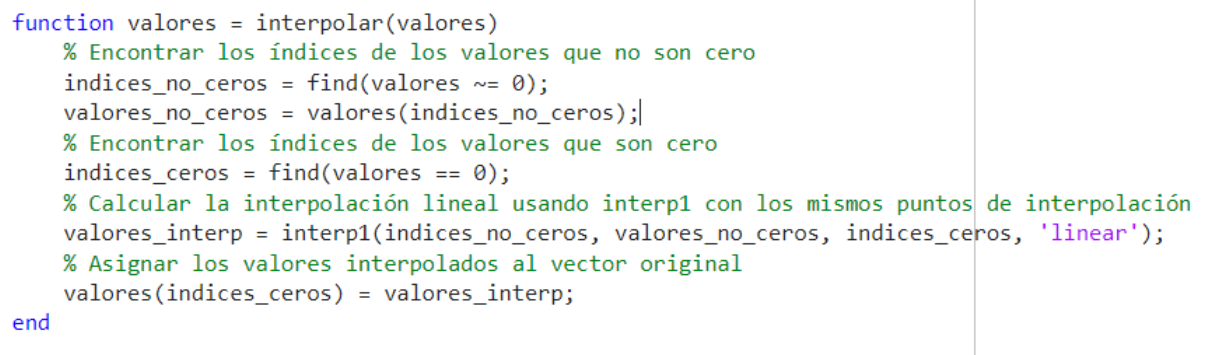 function valores = interpolar(valores)
% Encontrar los índices de los valores que no son cero
indices_no_ceros = find(valores ~= 0);
valores_no_ceros = valores(indices_no_ceros);
% Encontrar los índices de los valores que son cero
indices_ceros = find(valores == 0);
% Calcular la interpolación lineal usando interp1 con los mismos puntos de interpolación
valores_interp = interp1(indices_no_ceros, valores_no_ceros, indices_ceros, 'linear');
% Asignar los valores interpolados al vector original
valores(indices_ceros) = valores_interp;
end